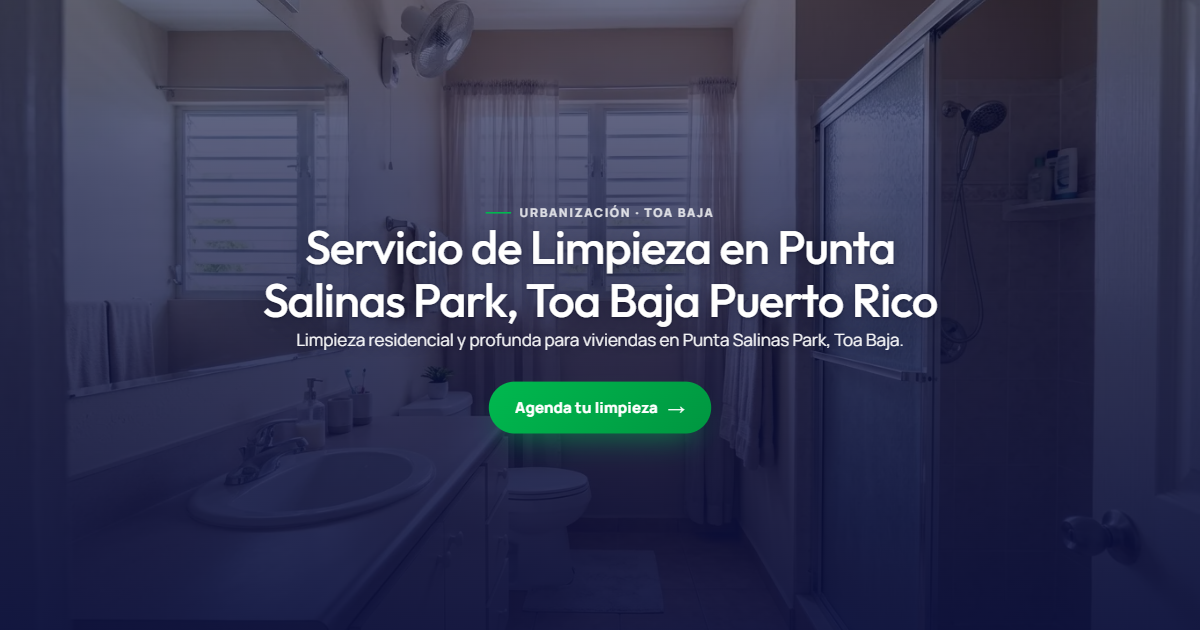 URBANIZACIÓN · TOA BAJA
Servicio de Limpieza en Punta
Salinas Park, Toa Baja Puerto Rico
Limpieza residencial y profunda para viviendas en Punta Salinas Park, Toa Baja.
Agenda tu limpieza →